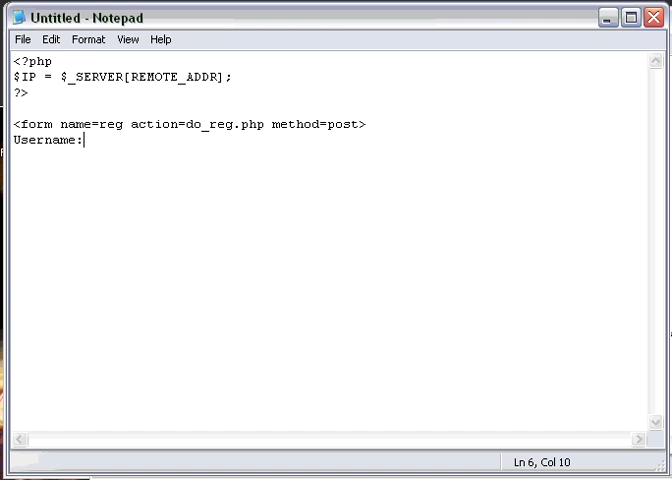 Untitled - Notepad
File Edit Format View Help
<?php
$IP = $_SERVER[REMOTE_ADDR];
?>
<form name=reg action=do_reg.php method=post>
Username:
Ln 6, Col 10